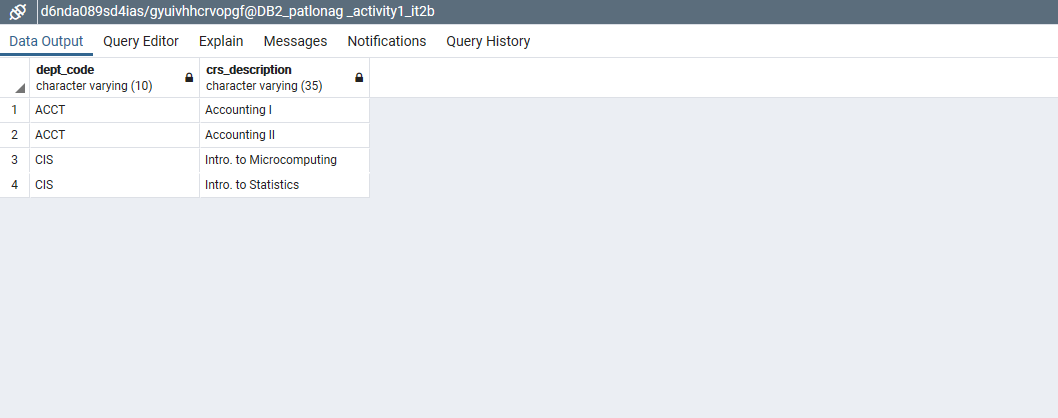 d6nda089sd4ias/gyuivhhcrvopgf@DB2_patlonag _activity1_it2b
Data Output Query Editor Explain Messages Notifications Query History
dept_code crs_description
character varying (10) character varying (35)
1 ACCT Accounting I
2 ACCT Accounting II
3 CIS Intro. to Microcomputing
4 CIS Intro. to Statistics